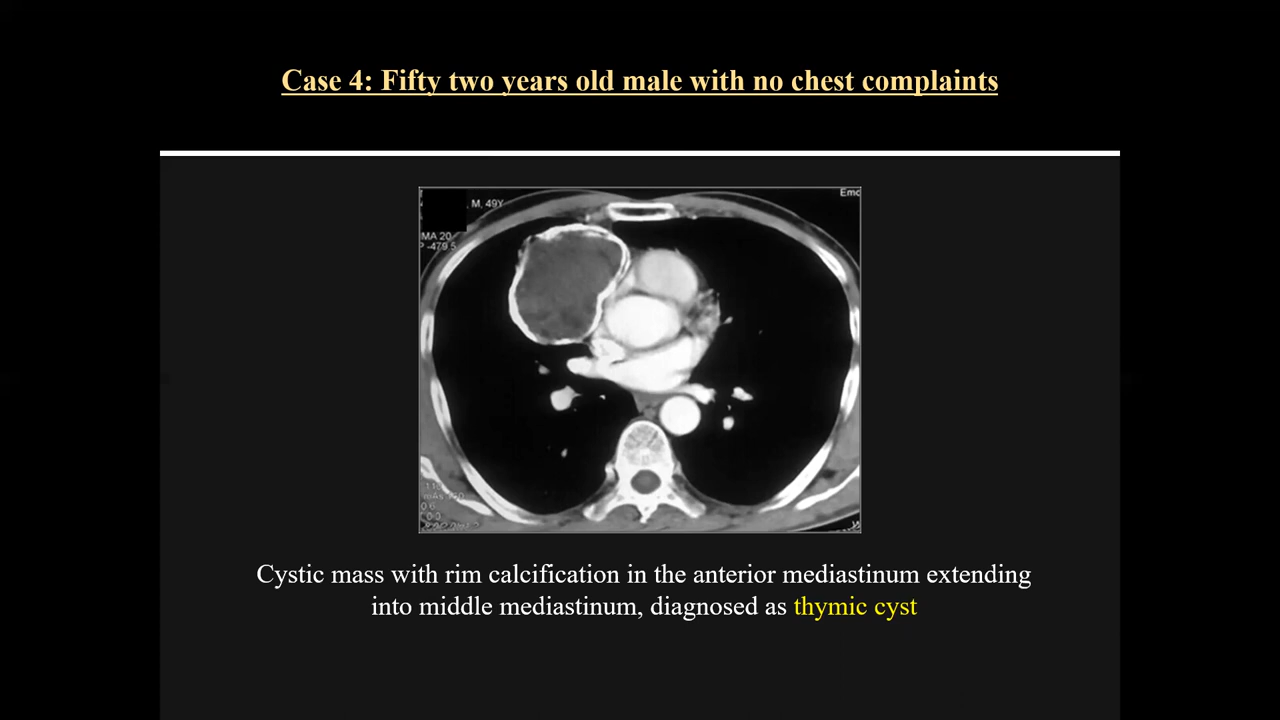 Case 4: Fifty two years old male with no chest complaints
Emc
, M, 49Y
MA 20
P -479.5
Cystic mass with rim calcification in the anterior mediastinum extending
into middle mediastinum, diagnosed as thymic cyst